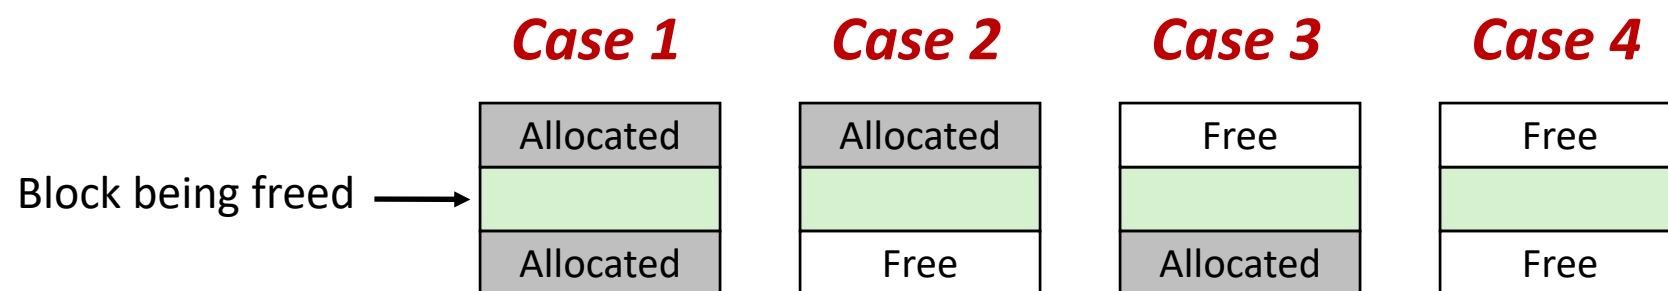 Case 1 Case 2 Case 3 Case 4
Allocated Allocated Free Free
Block being freed
Allocated Free Allocated Free